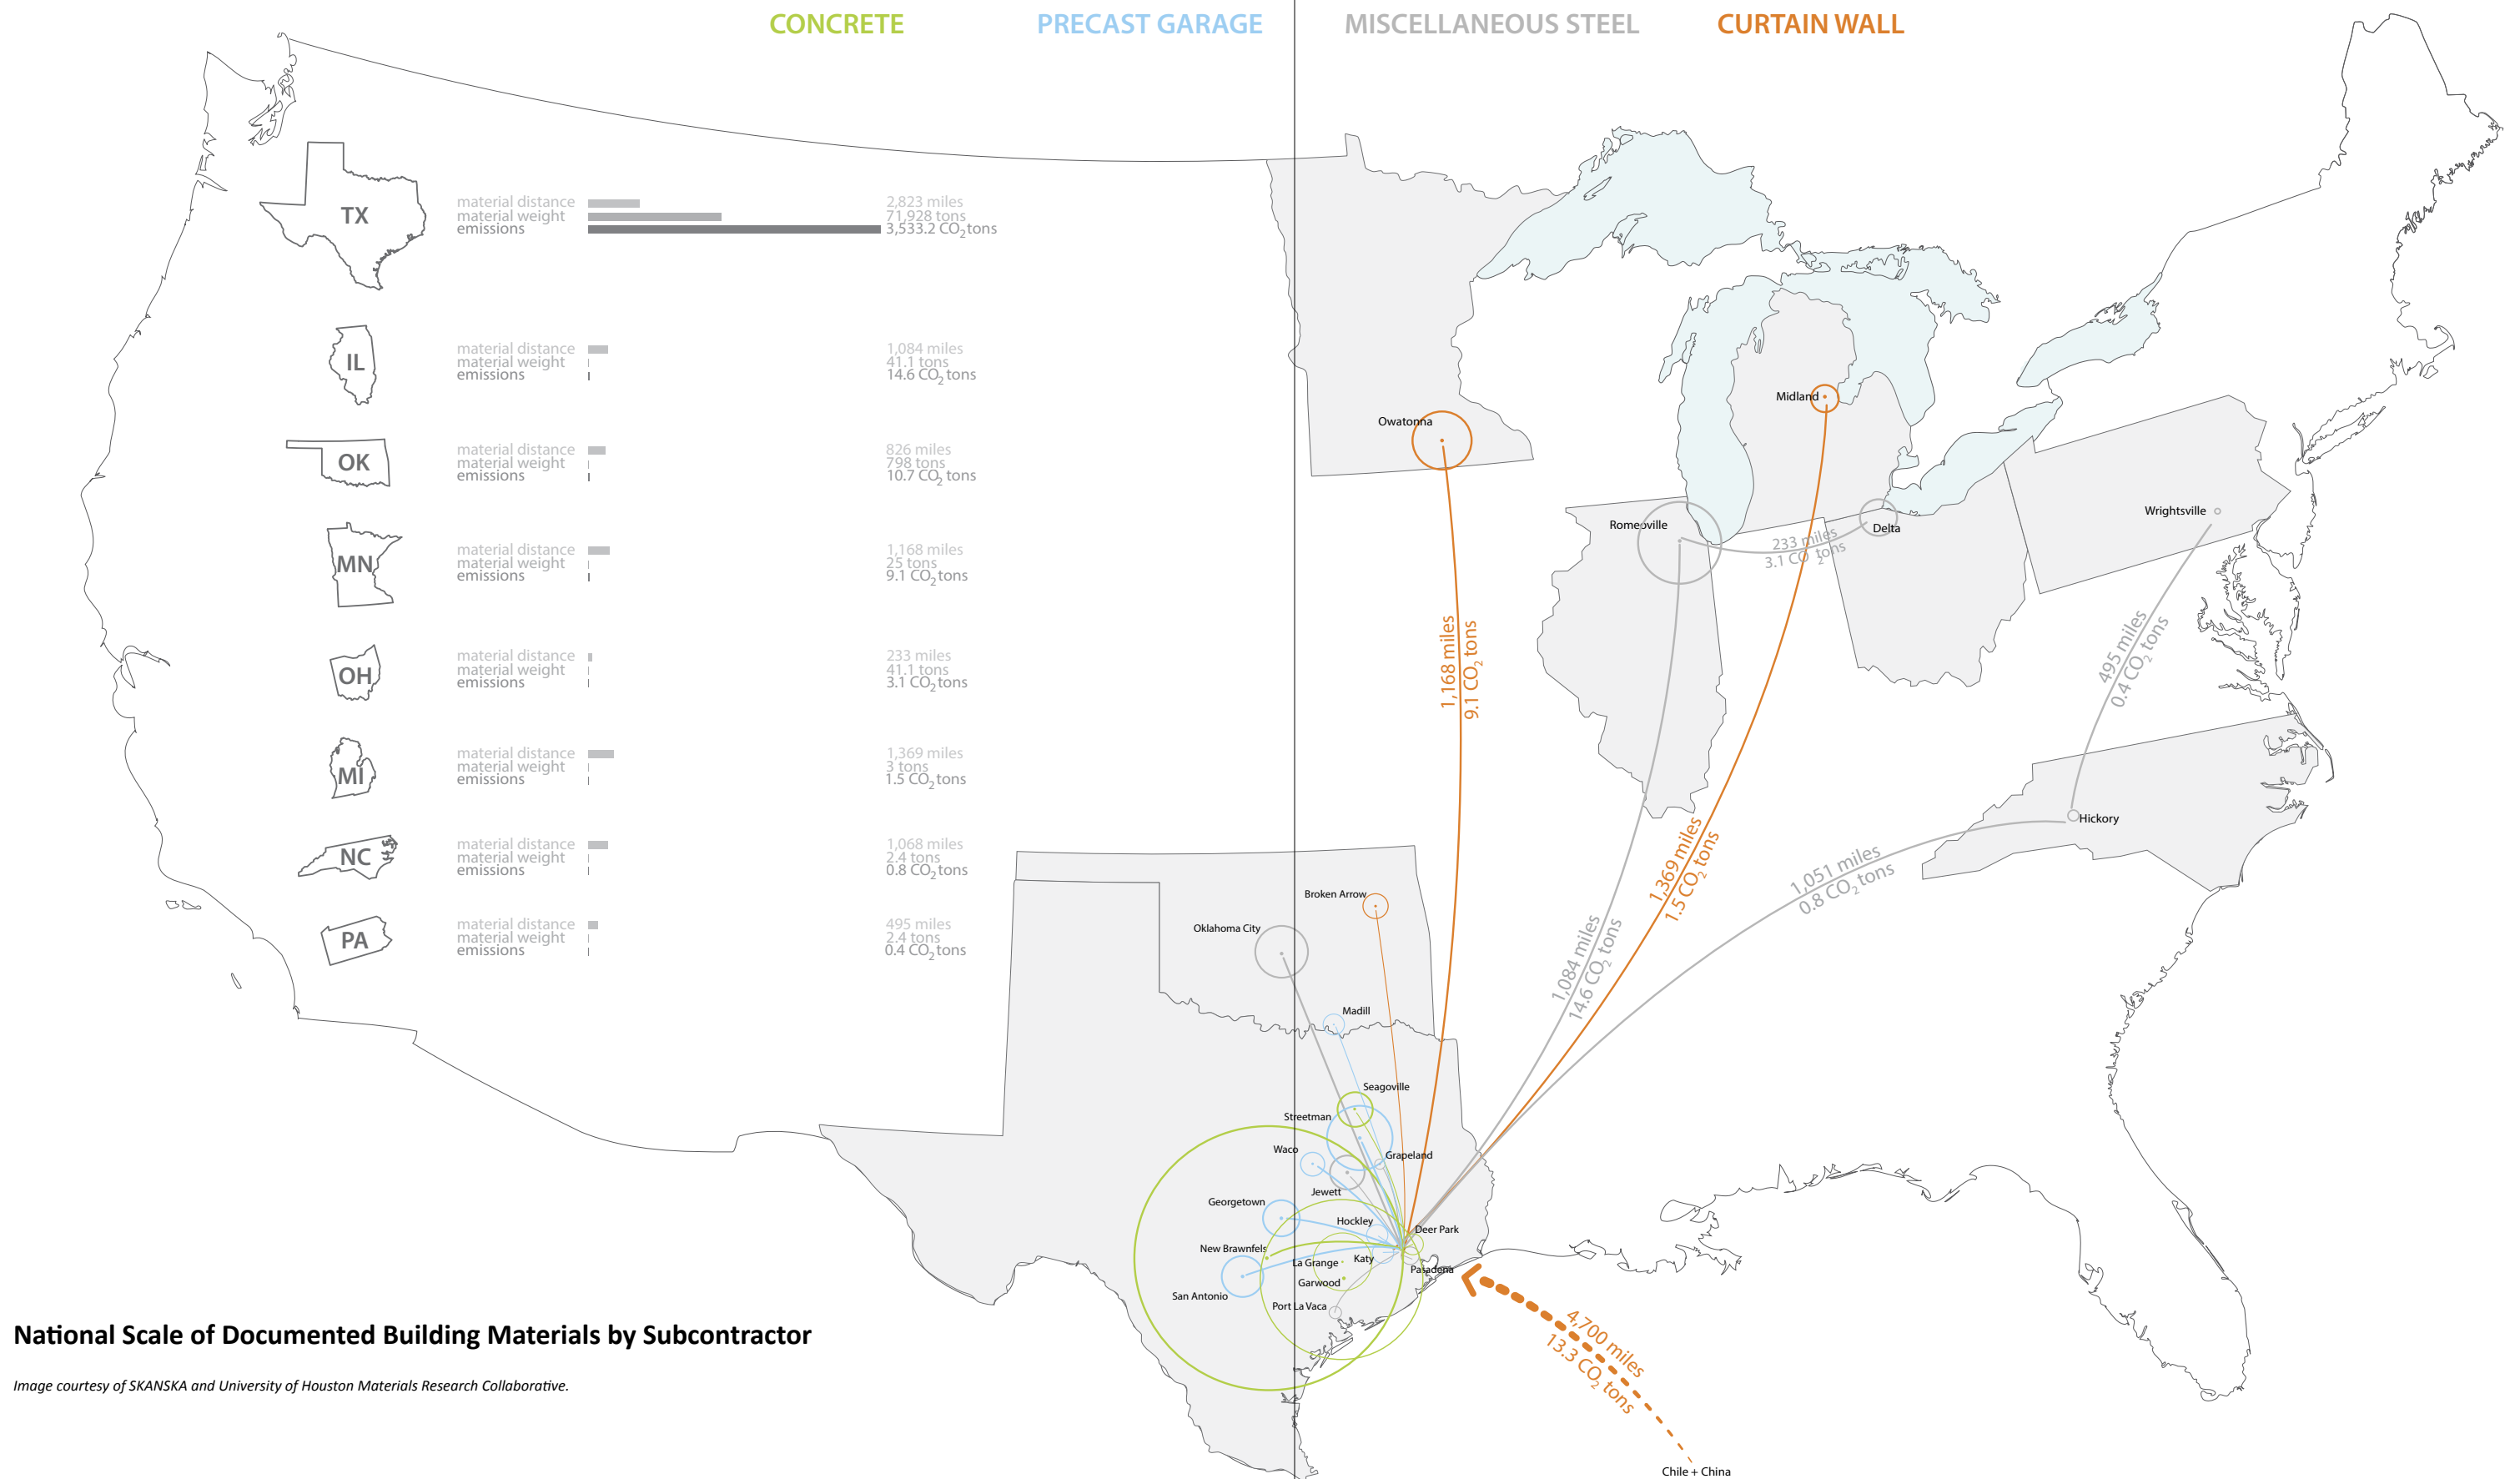 CONCRETE PRECAST GARAGE MISCELLANEOUS STEEL CURTAIN WALL
TX
material distance 2,823 miles
material weight 71,928 tons
emissions 3,533.2 CO2 tons
IL
material distance 1,084 miles
material weight 41.1 tons
emissions 14.6 CO2 tons
OK
material distance 826 miles
material weight 798 tons
emissions 10.7 CO2 tons
MN
material distance 1,168 miles
material weight 25 tons
emissions 9.1 CO2 tons
OH
material distance 233 miles
material weight 41.1 tons
emissions 3.1 CO2 tons
MI
material distance 1,369 miles
material weight 3 tons
emissions 1.5 CO2 tons
NC
material distance 1,068 miles
material weight 2.4 tons
emissions 0.8 CO2 tons
PA
material distance 495 miles
material weight 2.4 tons
emissions 0.4 CO2 tons
Owatonna
Midland
Romeoville
Delta
Wrightsville
233 miles
3.1 CO2 tons
1,168 miles
9.1 CO2 tons
495 miles
0.4 CO2 tons
Hickory
1,369 miles
1.5 CO2 tons
1,051 miles
0.8 CO2 tons
1,084 miles
14.6 CO2 tons
Broken Arrow
Oklahoma City
Madill
Seagoville
Streetman
Waco
Grapeland
Jewett
Georgetown
Hockley
Deer Park
New Brawnfels
La Grange
Katy
Pasadena
Garwood
San Antonio
Port La Vaca
4,700 miles
13.3 CO2 tons
Chile + China
National Scale of Documented Building Materials by Subcontractor
Image courtesy of SKANSKA and University of Houston Materials Research Collaborative.